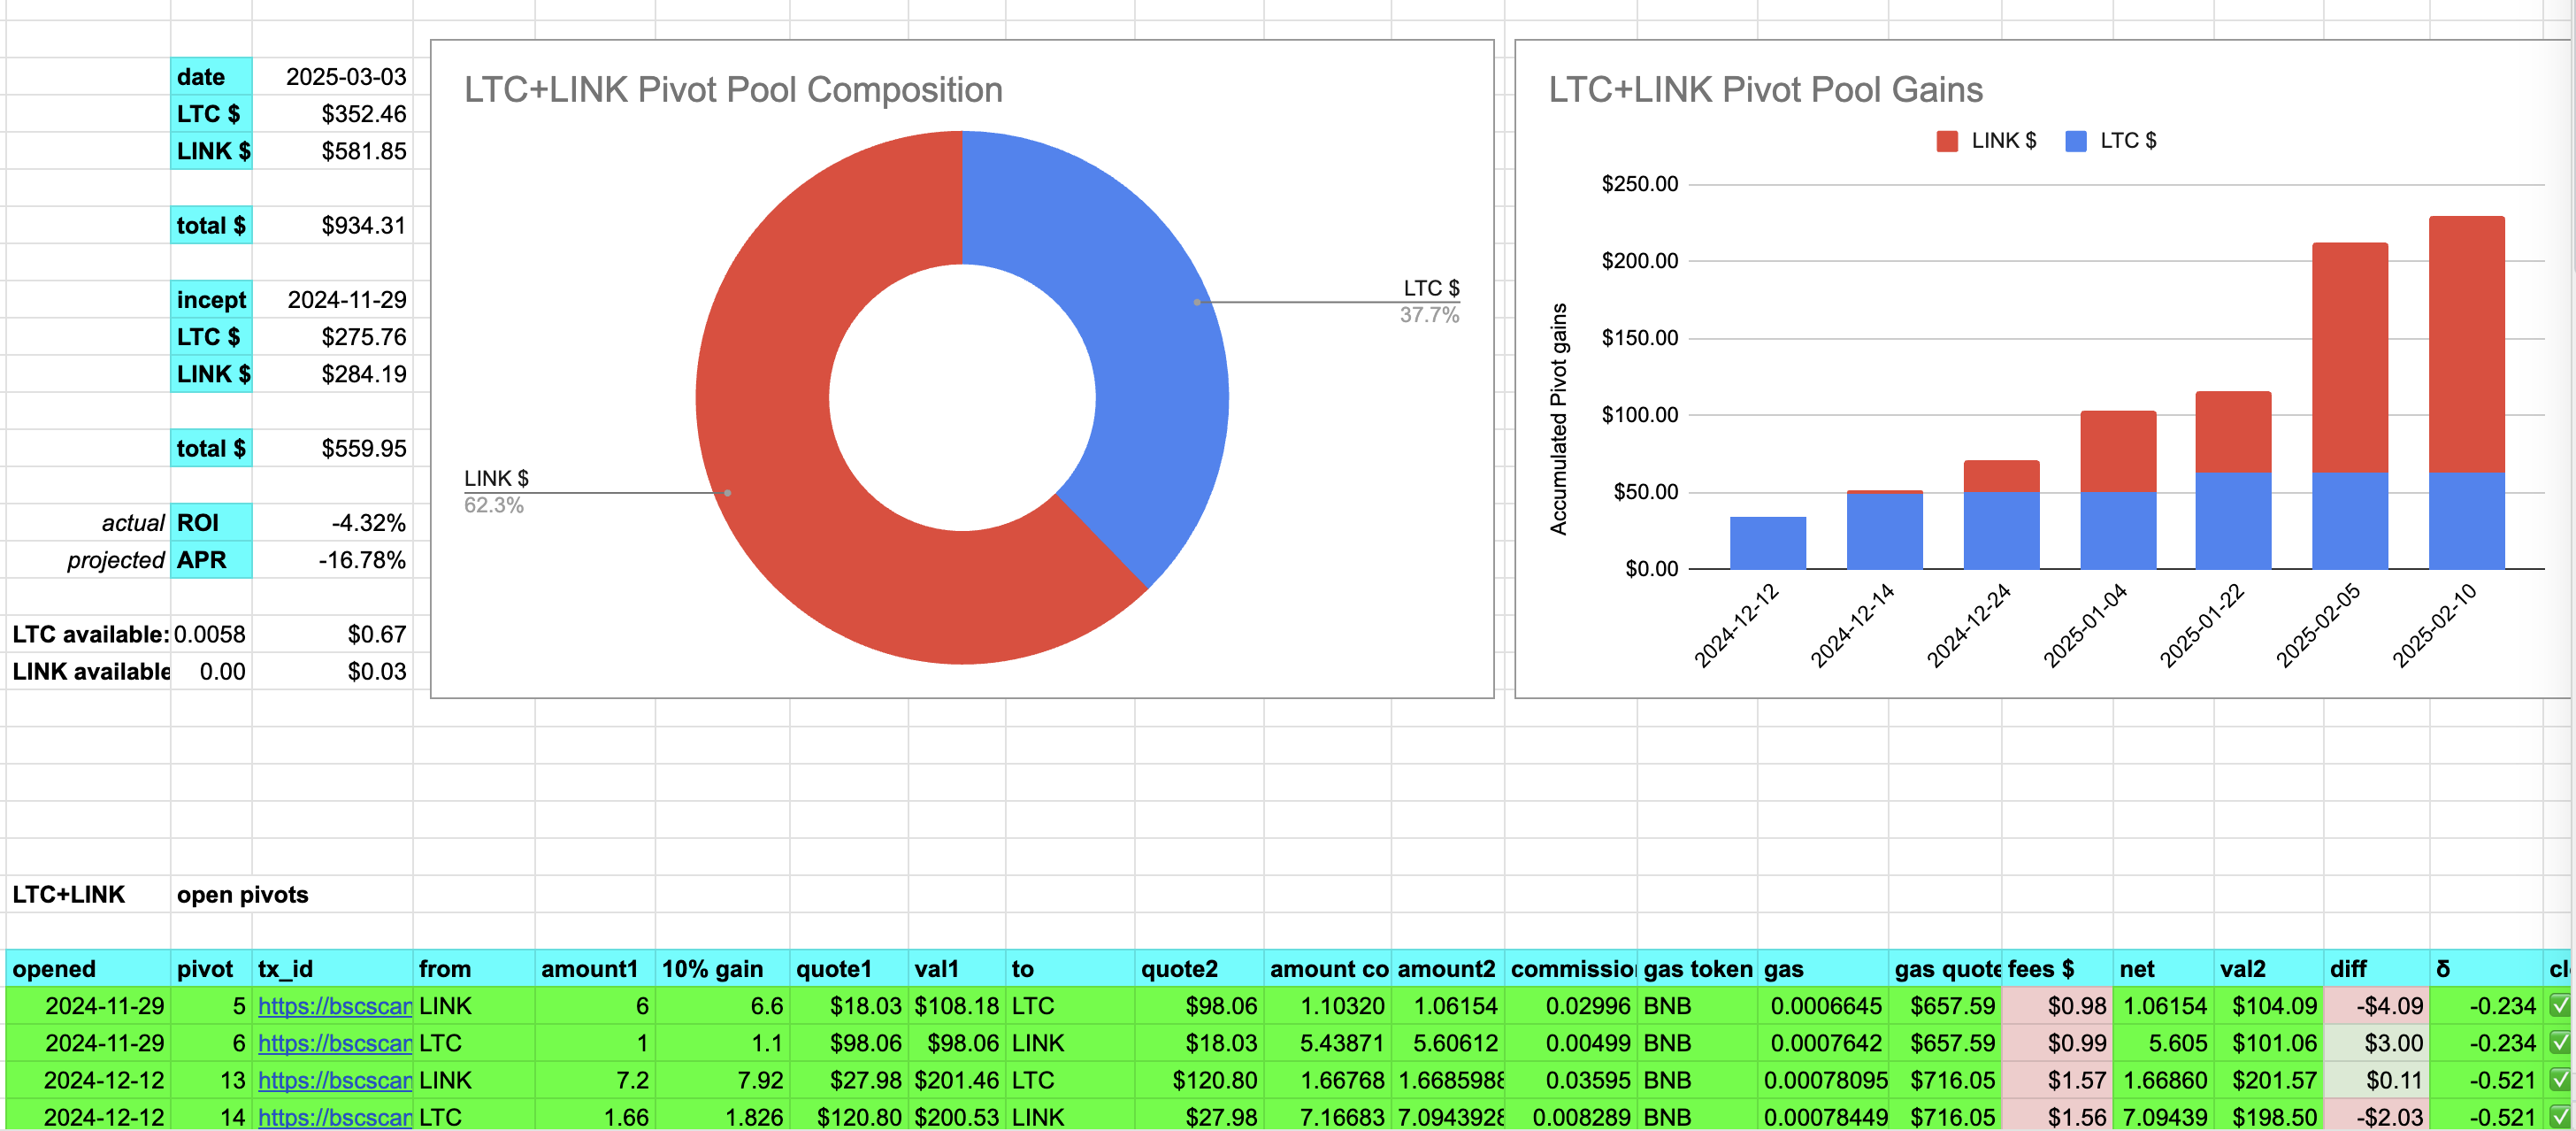 date 2025-03-03
LTC $ $352.46
LINK $ $581.85
total $ $934.31
incept 2024-11-29
LTC $ $275.76
LINK $ $284.19
total $ $559.95
actual ROI -4.32%
projected APR -16.78%
LTC available: 0.0058 $0.67
LINK available 0.00 $0.03
LTC+LINK Pivot Pool Composition
LTC $
37.7%
LINK $
62.3%
LTC+LINK Pivot Pool Gains
LINK $ LTC $
Accumulated Pivot gains
$250.00
$200.00
$150.00
$100.00
$50.00
$0.00
2024-12-12
2024-12-14
2024-12-24
2025-01-04
2025-01-22
2025-02-05
2025-02-10
LTC+LINK open pivots
opened pivot tx_id from amount1 10% gain quote1 val1 to quote2 amount co amount2 commissio gas token gas gas quote fees $ net val2 diff δ cl
2024-11-29 5 https://bscscan LINK 6 6.6 $18.03 $108.18 LTC $98.06 1.10320 1.06154 0.02996 BNB 0.0006645 $657.59 $0.98 1.06154 $104.09 -$4.09 -0.234 ✅
2024-11-29 6 https://bscscan LTC 1 1.1 $98.06 $98.06 LINK $18.03 5.43871 5.60612 0.00499 BNB 0.0007642 $657.59 $0.99 5.605 $101.06 $3.00 -0.234 ✅
2024-12-12 13 https://bscscan LINK 7.2 7.92 $27.98 $201.46 LTC $120.80 1.66768 1.6685988 0.03595 BNB 0.00078095 $716.05 $1.57 1.66860 $201.57 $0.11 -0.521 ✅
2024-12-12 14 https://bscscan LTC 1.66 1.826 $120.80 $200.53 LINK $27.98 7.16683 7.0943928 0.008289 BNB 0.00078449 $716.05 $1.56 7.09439 $198.50 -$2.03 -0.521 ✅